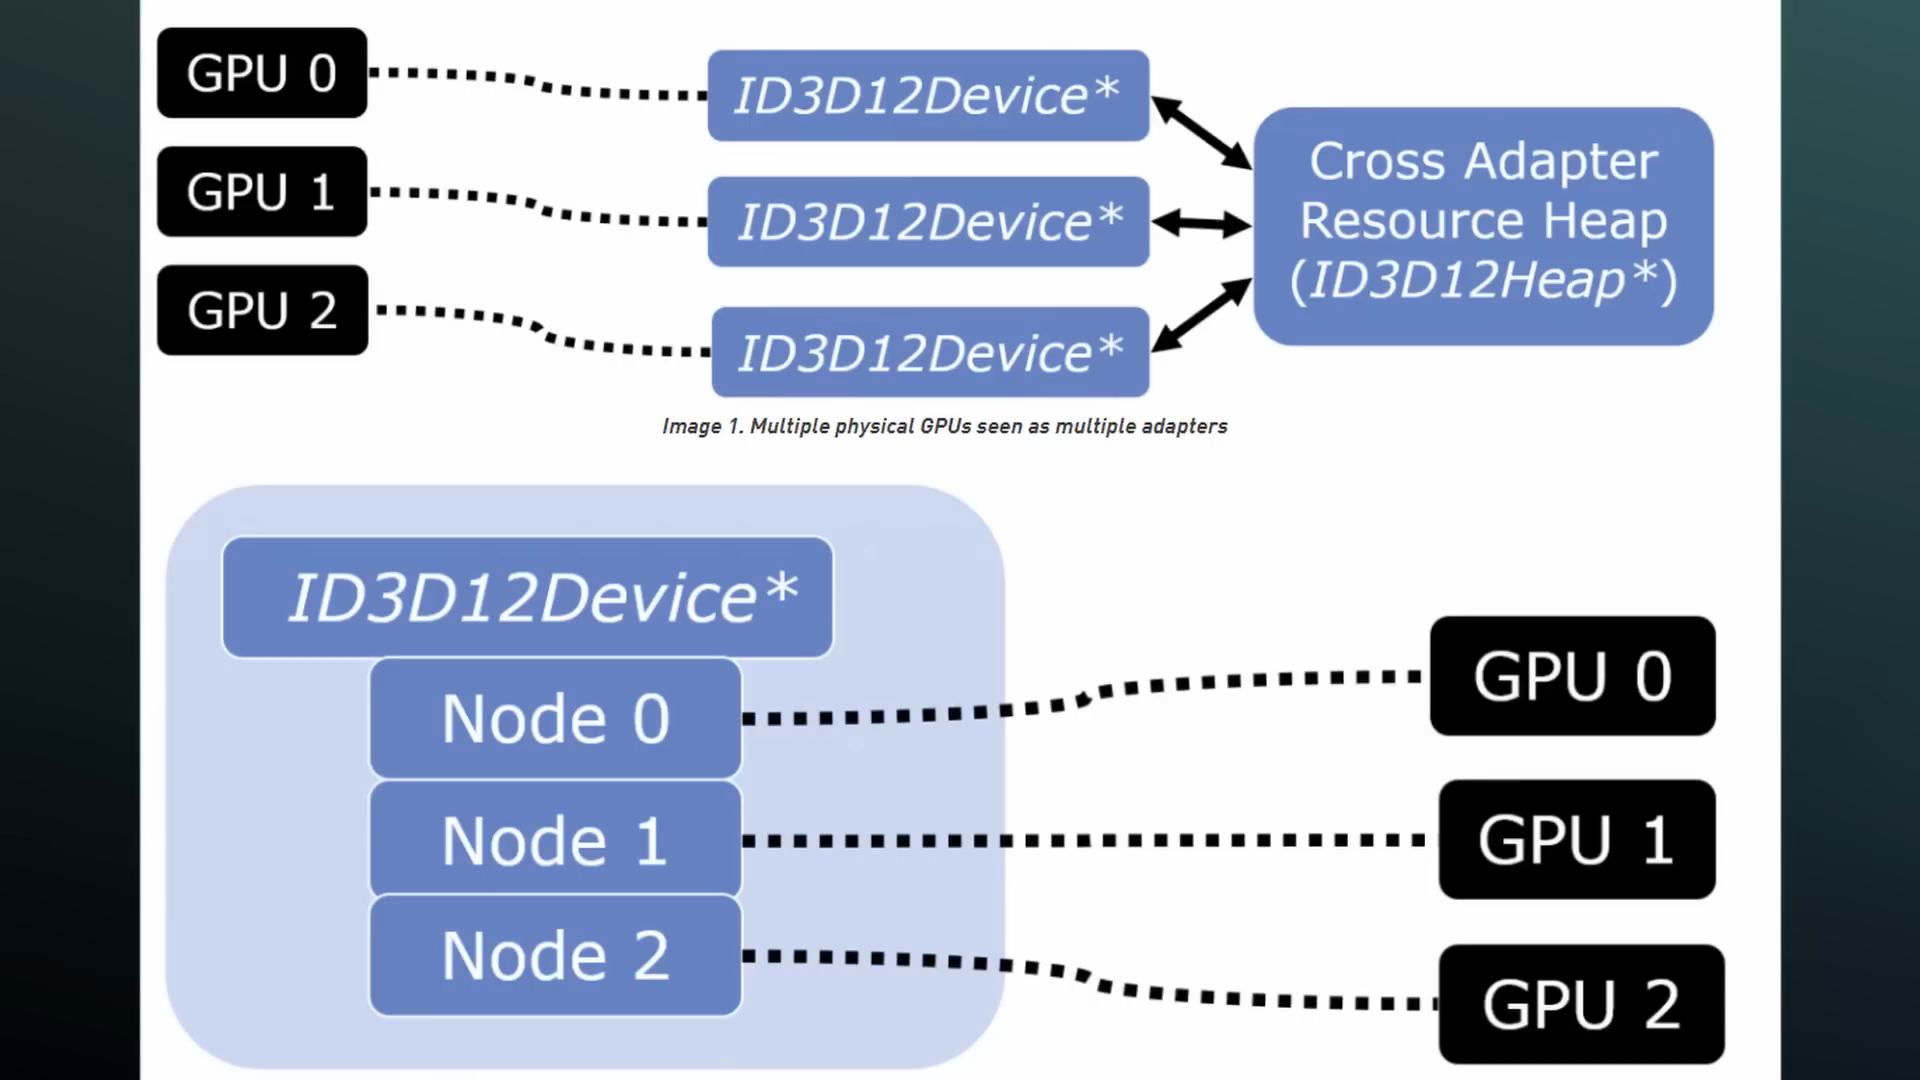 GPU 0
ID3D12Device*
GPU 1
ID3D12Device*
GPU 2
ID3D12Device*
Cross Adapter
Resource Heap
(ID3D12Heap*)
Image 1. Multiple physical GPUs seen as multiple adapters
ID3D12Device*
Node 0
Node 1
Node 2
GPU 0
GPU 1
GPU 2